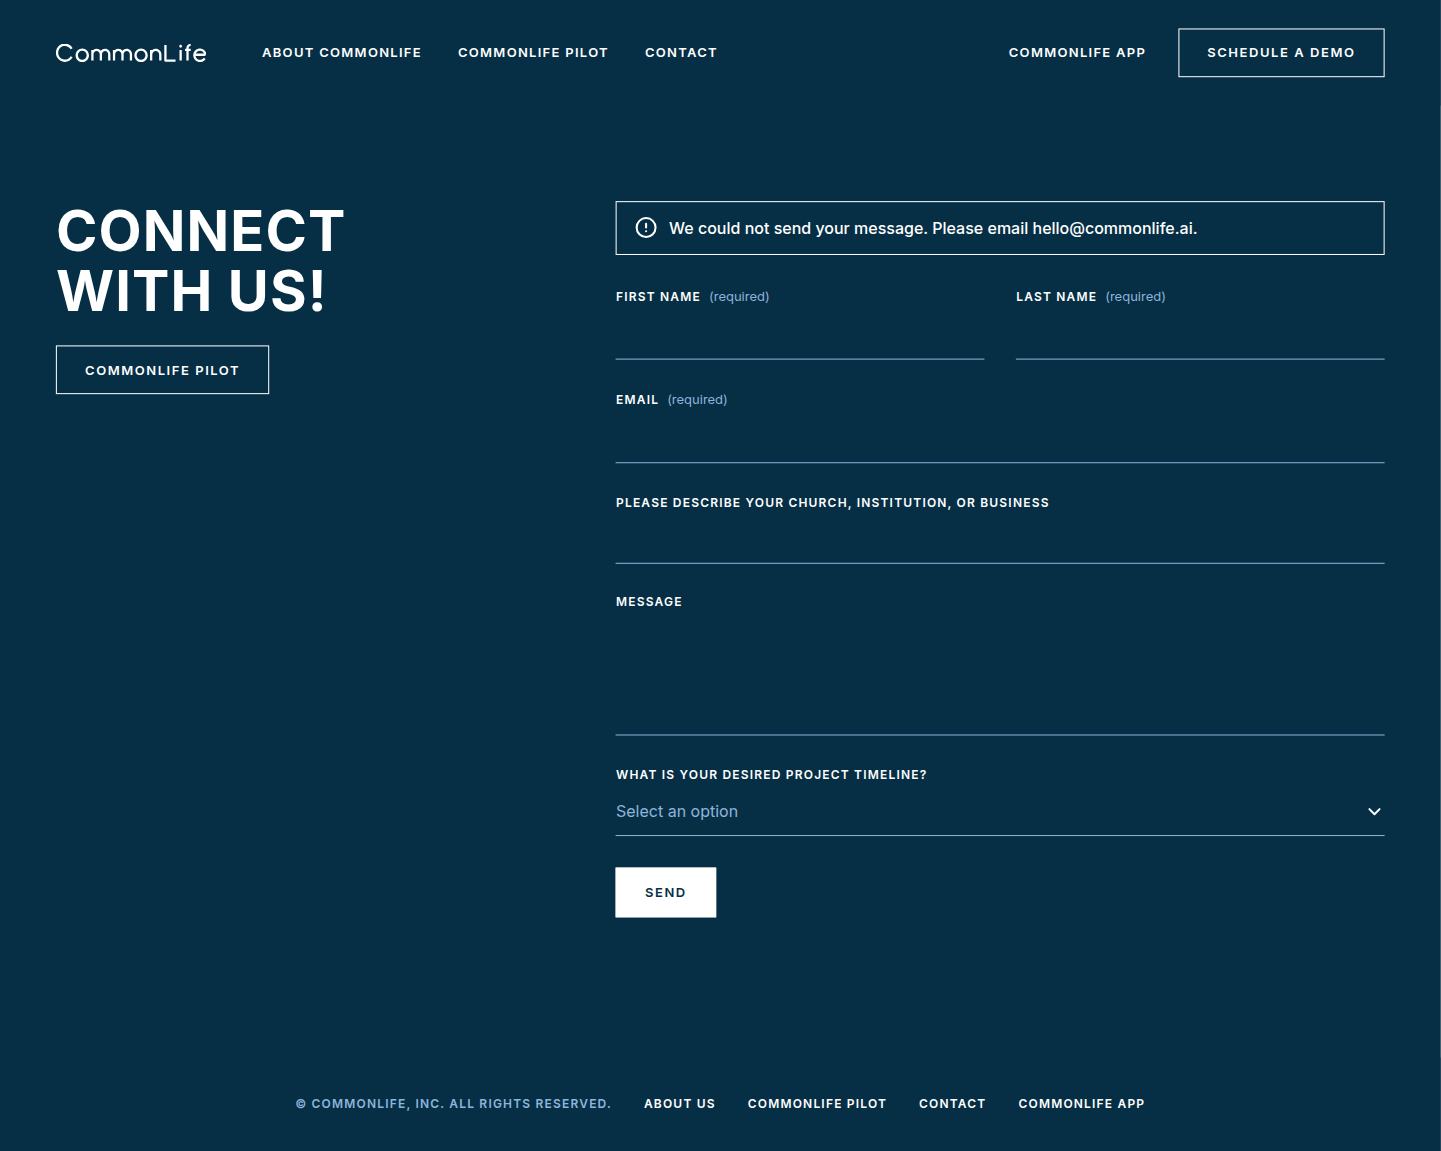 CommonLife
ABOUT COMMONLIFE
COMMONLIFE PILOT
CONTACT
COMMONLIFE APP
SCHEDULE A DEMO
CONNECT
WITH US!
COMMONLIFE PILOT
We could not send your message. Please email hello@commonlife.ai.
FIRST NAME (required)
LAST NAME (required)
EMAIL (required)
PLEASE DESCRIBE YOUR CHURCH, INSTITUTION, OR BUSINESS
MESSAGE
WHAT IS YOUR DESIRED PROJECT TIMELINE?
Select an option
SEND
© COMMONLIFE, INC. ALL RIGHTS RESERVED.
ABOUT US
COMMONLIFE PILOT
CONTACT
COMMONLIFE APP